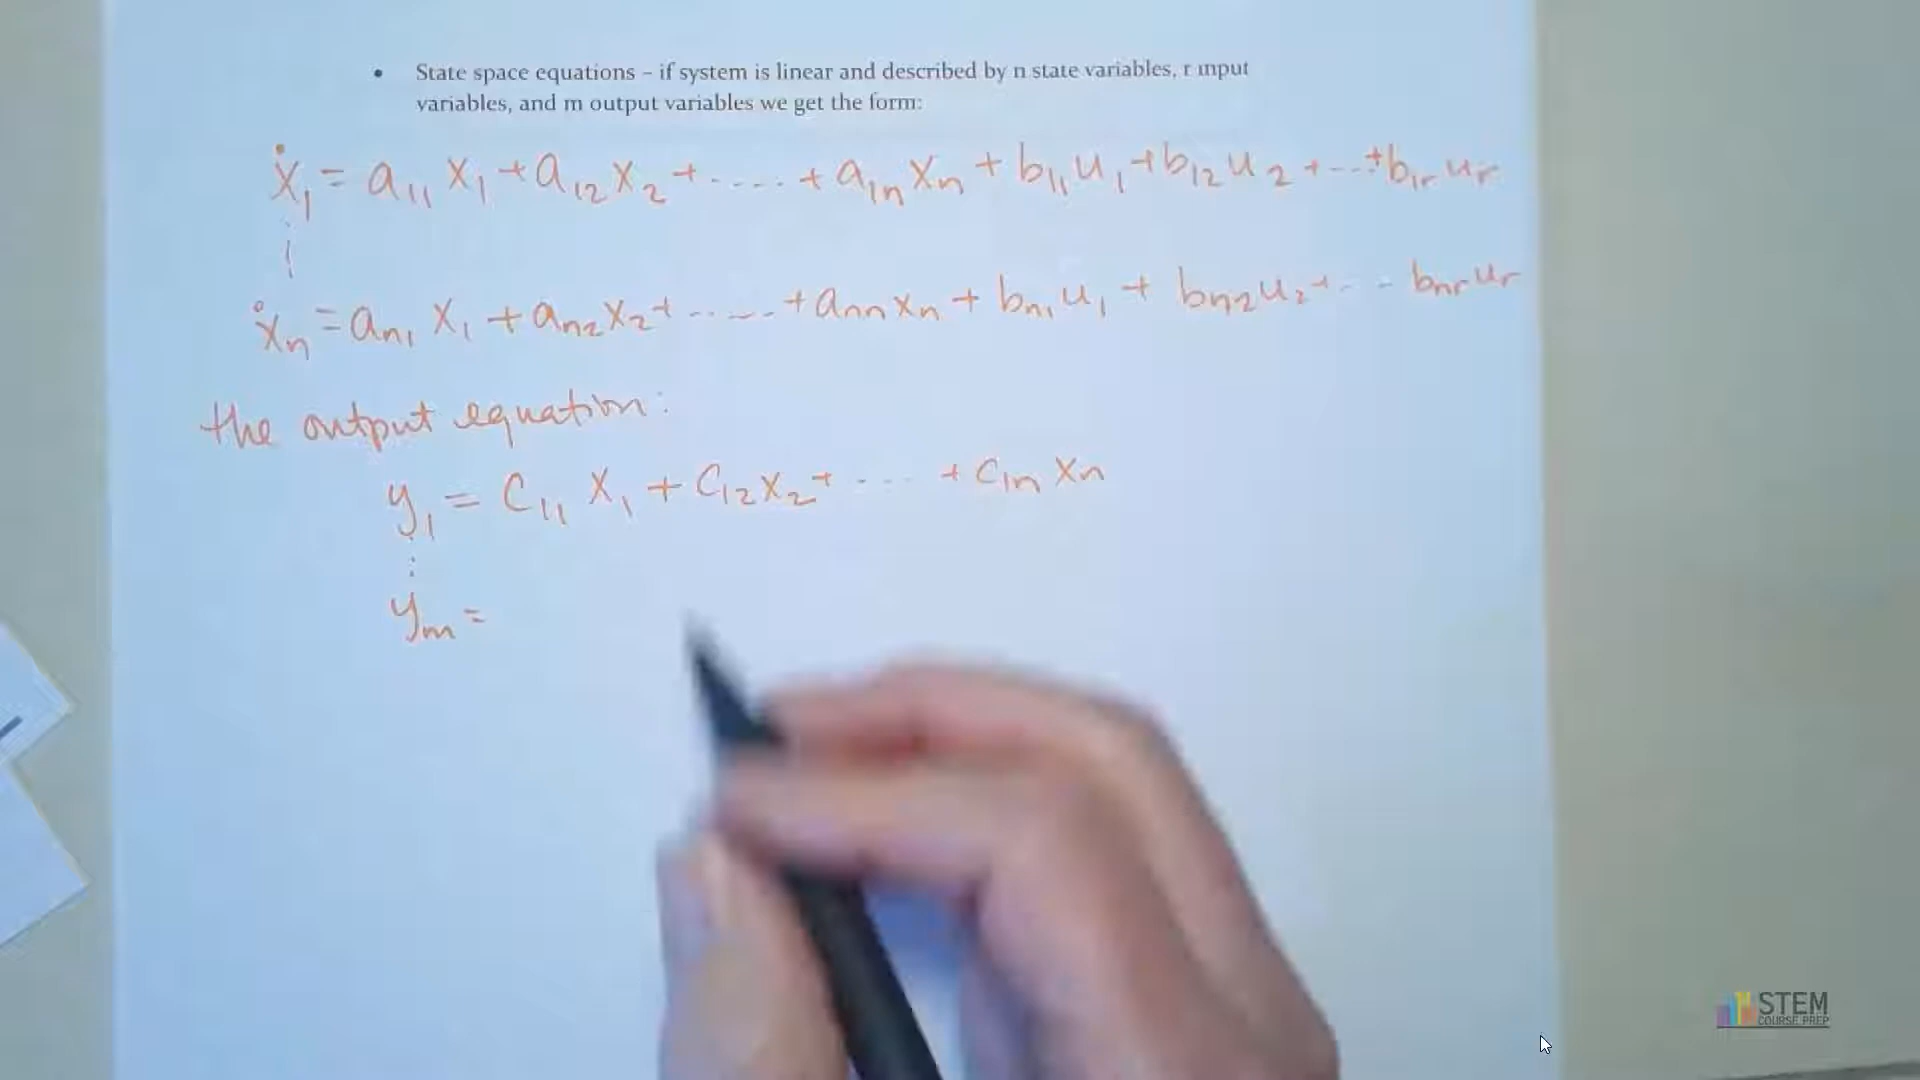 • State space equations – if system is linear and described by n state variables, r input
variables, and m output variables we get the form:
ẋ₁ = a₁₁ x₁ + a₁₂ x₂ + ..... + a₁ₙ xₙ + b₁₁ u₁ + b₁₂ u₂ + ... + b₁ᵣ uᵣ
⋮
ẋₙ = aₙ₁ x₁ + aₙ₂ x₂ + ...... + aₙₙ xₙ + bₙ₁ u₁ + bₙ₂ u₂ + ... bₙᵣ uᵣ
the output equation:
y₁ = C₁₁ x₁ + C₁₂ x₂ + ... + C₁ₙ xₙ
⋮
yₘ =
STEM
COURSE PREP